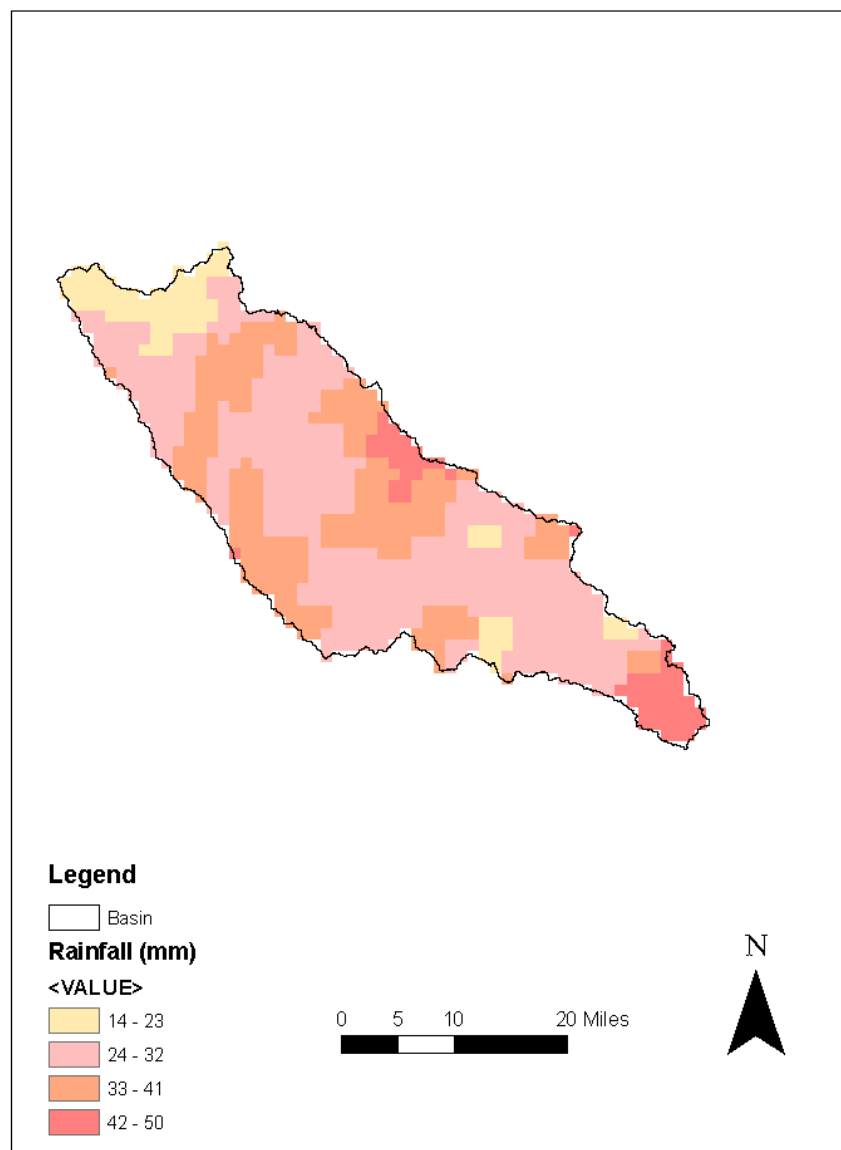 Legend
Basin
Rainfall (mm)
<VALUE>
14 - 23
24 - 32
33 - 41
42 - 50
0 5 10 20 Miles
N